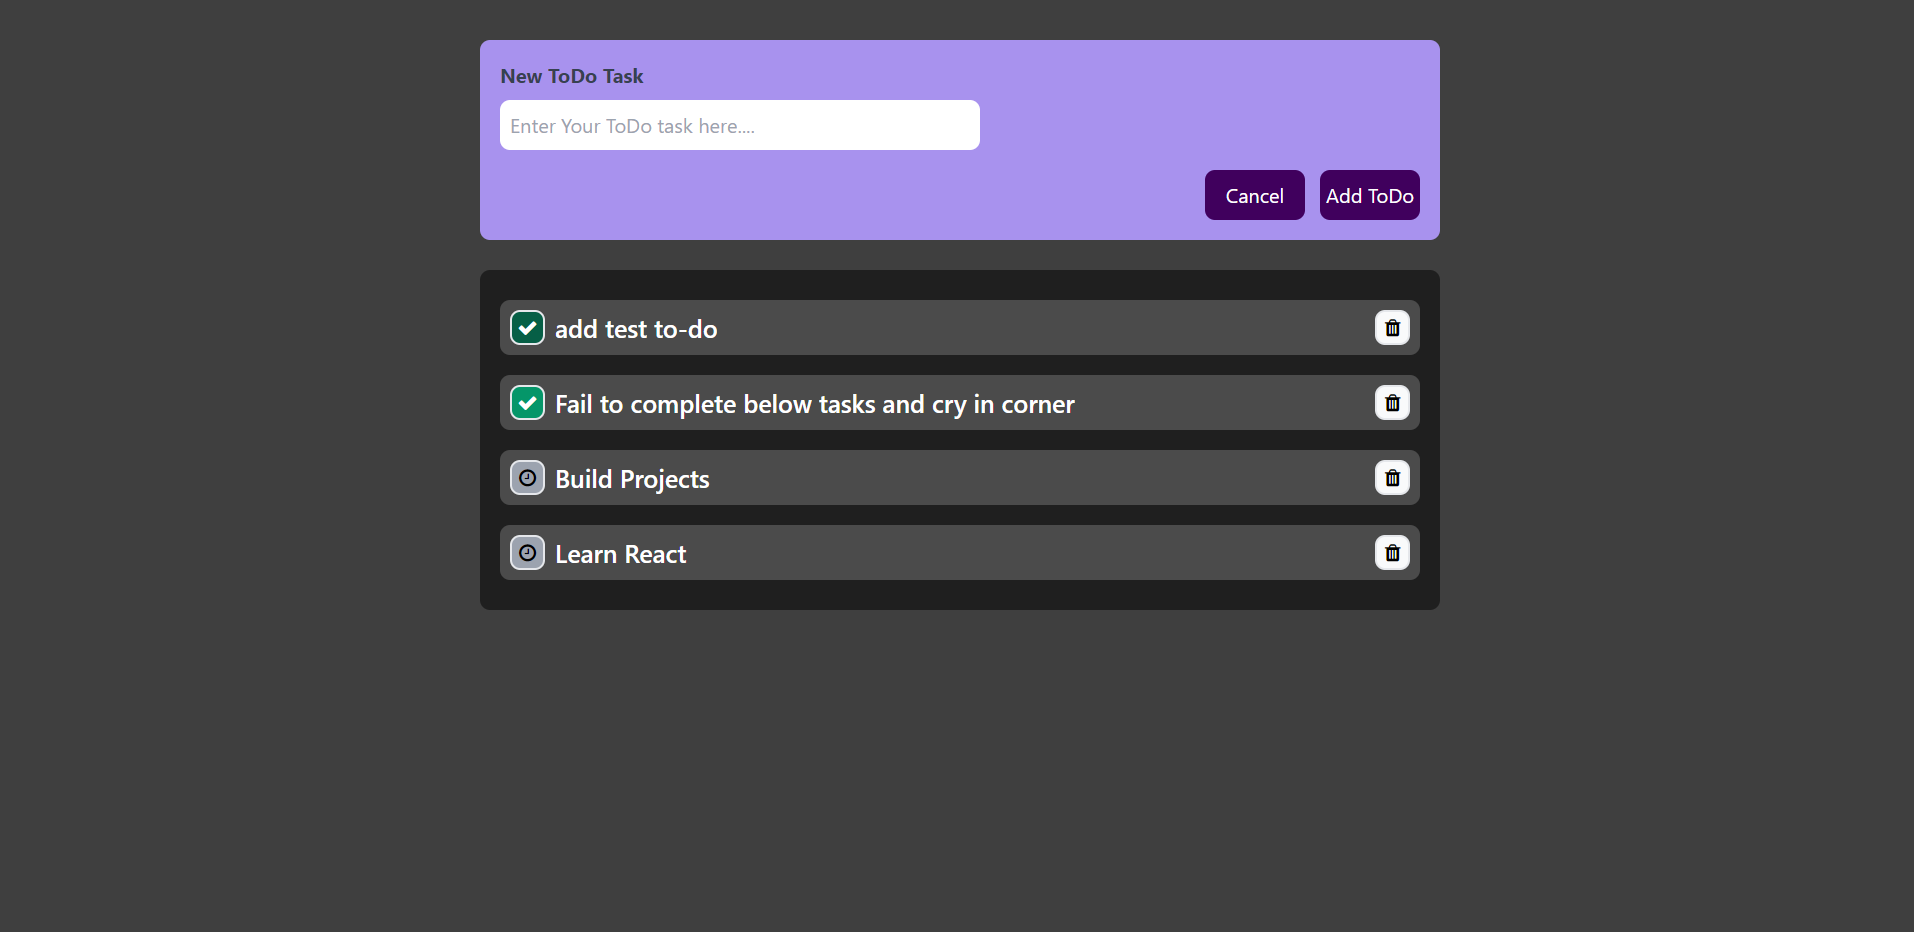 New ToDo Task
Enter Your ToDo task here....
Cancel
Add ToDo
add test to-do
Fail to complete below tasks and cry in corner
Build Projects
Learn React